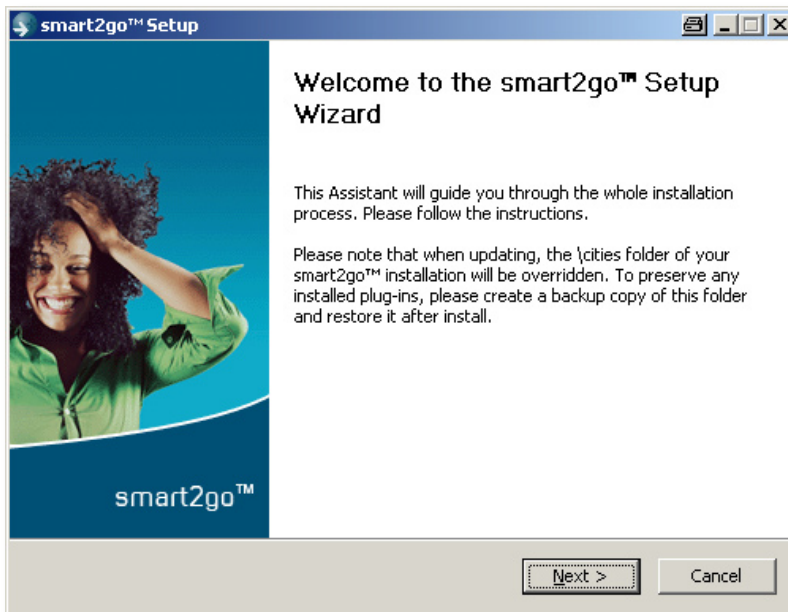 smart2go™ Setup
Welcome to the smart2go™ Setup
Wizard
This Assistant will guide you through the whole installation
process. Please follow the instructions.
Please note that when updating, the \cities folder of your
smart2go™ installation will be overridden. To preserve any
installed plug-ins, please create a backup copy of this folder
and restore it after install.
smart2go™
Next >
Cancel